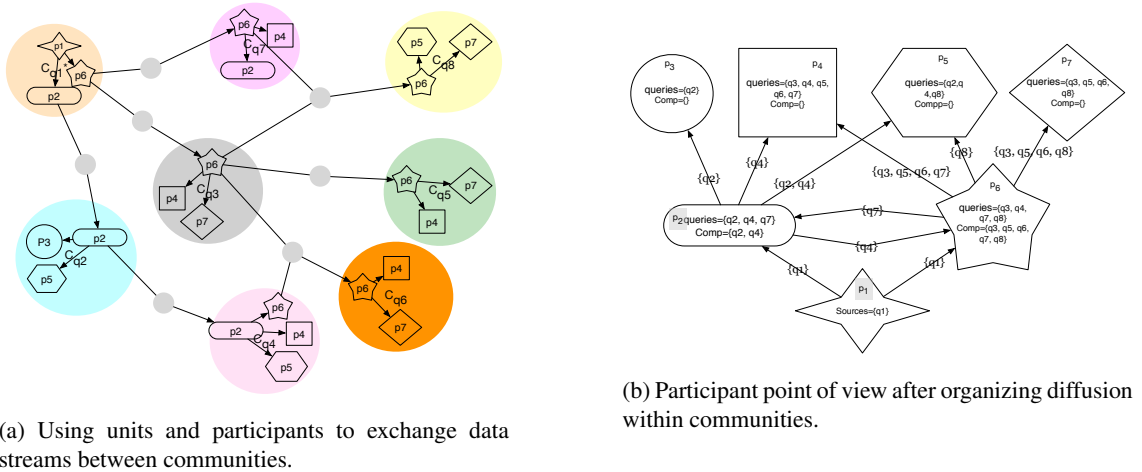 p1
p6
Cq1*
p2
p6
p4
Cq7
p2
p5
p7
Cq8
p6
p6
p4
Cq3
p7
p6
p7
Cq5
p4
P3
p2
Cq2
p5
p6
p2
p4
Cq4
p5
p4
p6
Cq6
p7
(a) Using units and participants to exchange data
streams between communities.
p3
queries={q2}
Comp={}
p4
queries={q3, q4, q5,
q6, q7}
Comp={}
p5
queries={q2,q
4,q8}
Compp={}
p7
queries={q3, q5, q6,
q8}
Comp={}
{q2}
{q4}
{q2, q4}
{q3, q5, q6, q7}
{q8}
{q3, q5, q6, q8}
p2 queries={q2, q4, q7}
Comp={q2, q4}
{q7}
{q4}
p6
queries={q3, q4,
q7, q8}
Comp={q3, q5, q6,
q7, q8}
{q1}
{q1}
p1
Sources={q1}
(b) Participant point of view after organizing diffusion
within communities.